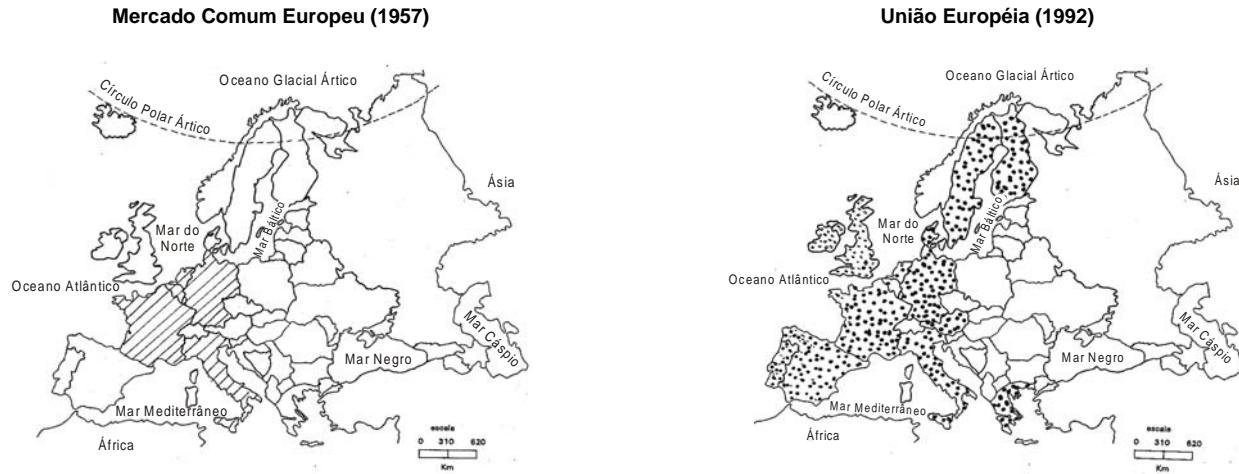 Mercado Comum Europeu (1957)
Oceano Glacial Ártico
Círculo Polar Ártico
Ásia
Mar do
Norte
Mar Báltico
Oceano Atlântico
Mar Cáspio
Mar Negro
Mar Mediterrâneo
África
escala
0 310 620
Km
União Européia (1992)
Oceano Glacial Ártico
Círculo Polar Ártico
Ásia
Mar do
Norte
Mar Báltico
Oceano Atlântico
Mar Cáspio
Mar Negro
Mar Mediterrâneo
África
escala
0 310 620
Km